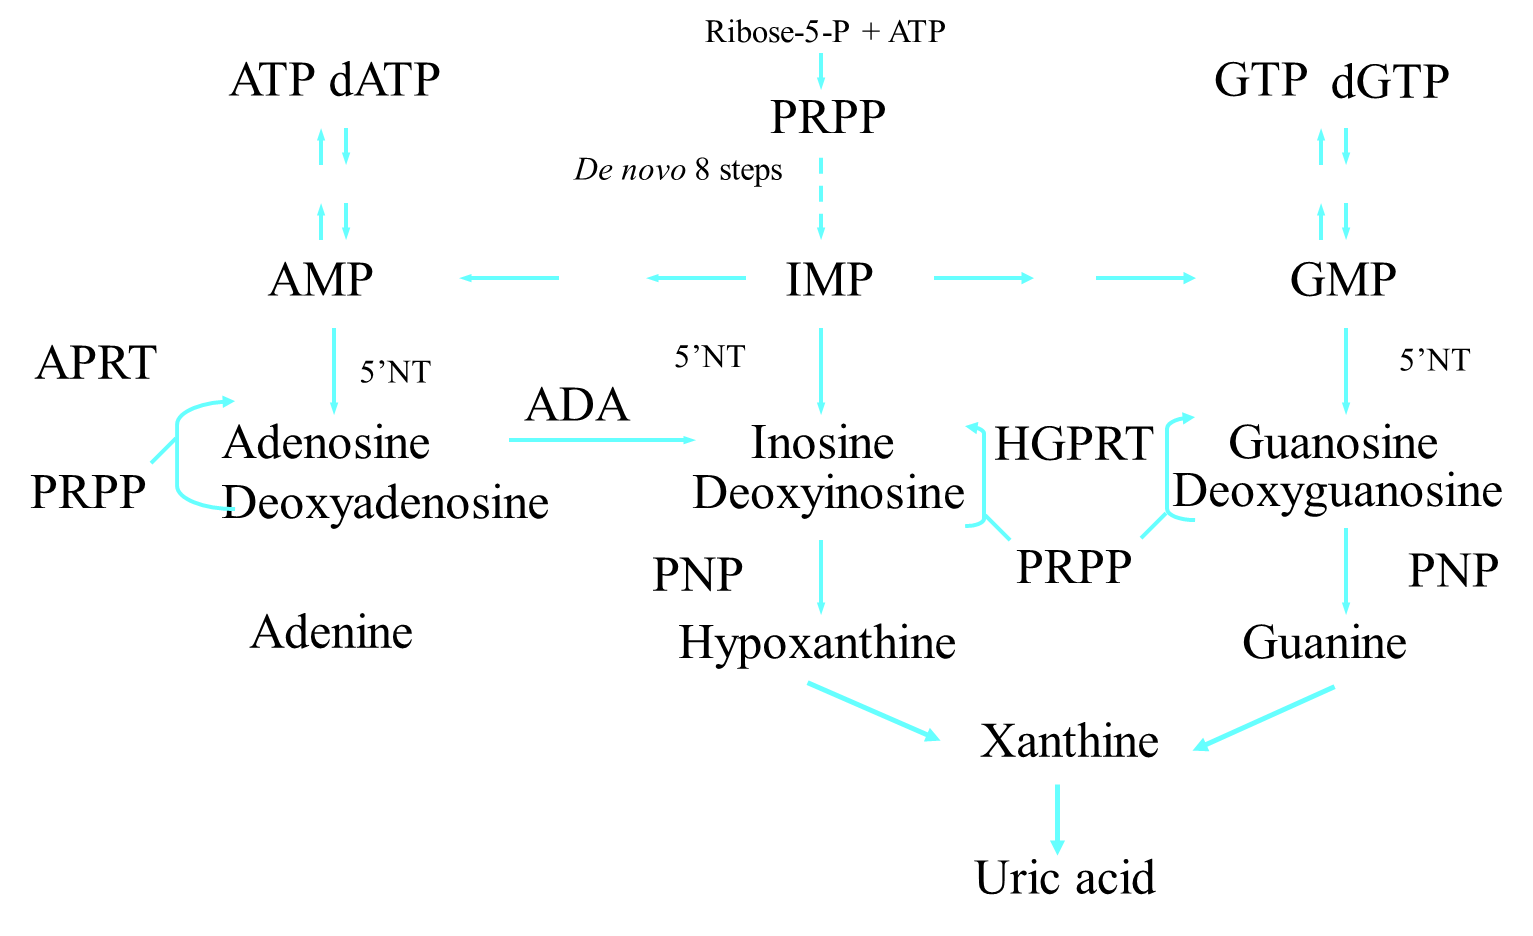 Ribose-5-P + ATP
ATP dATP
PRPP
GTP dGTP
De novo 8 steps
AMP
IMP
GMP
APRT
5’NT
5’NT
5’NT
ADA
Adenosine
Deoxyadenosine
Inosine
Deoxyinosine
HGPRT
Guanosine
Deoxyguanosine
PRPP
PRPP
PNP
PNP
Adenine
Hypoxanthine
Guanine
Xanthine
Uric acid